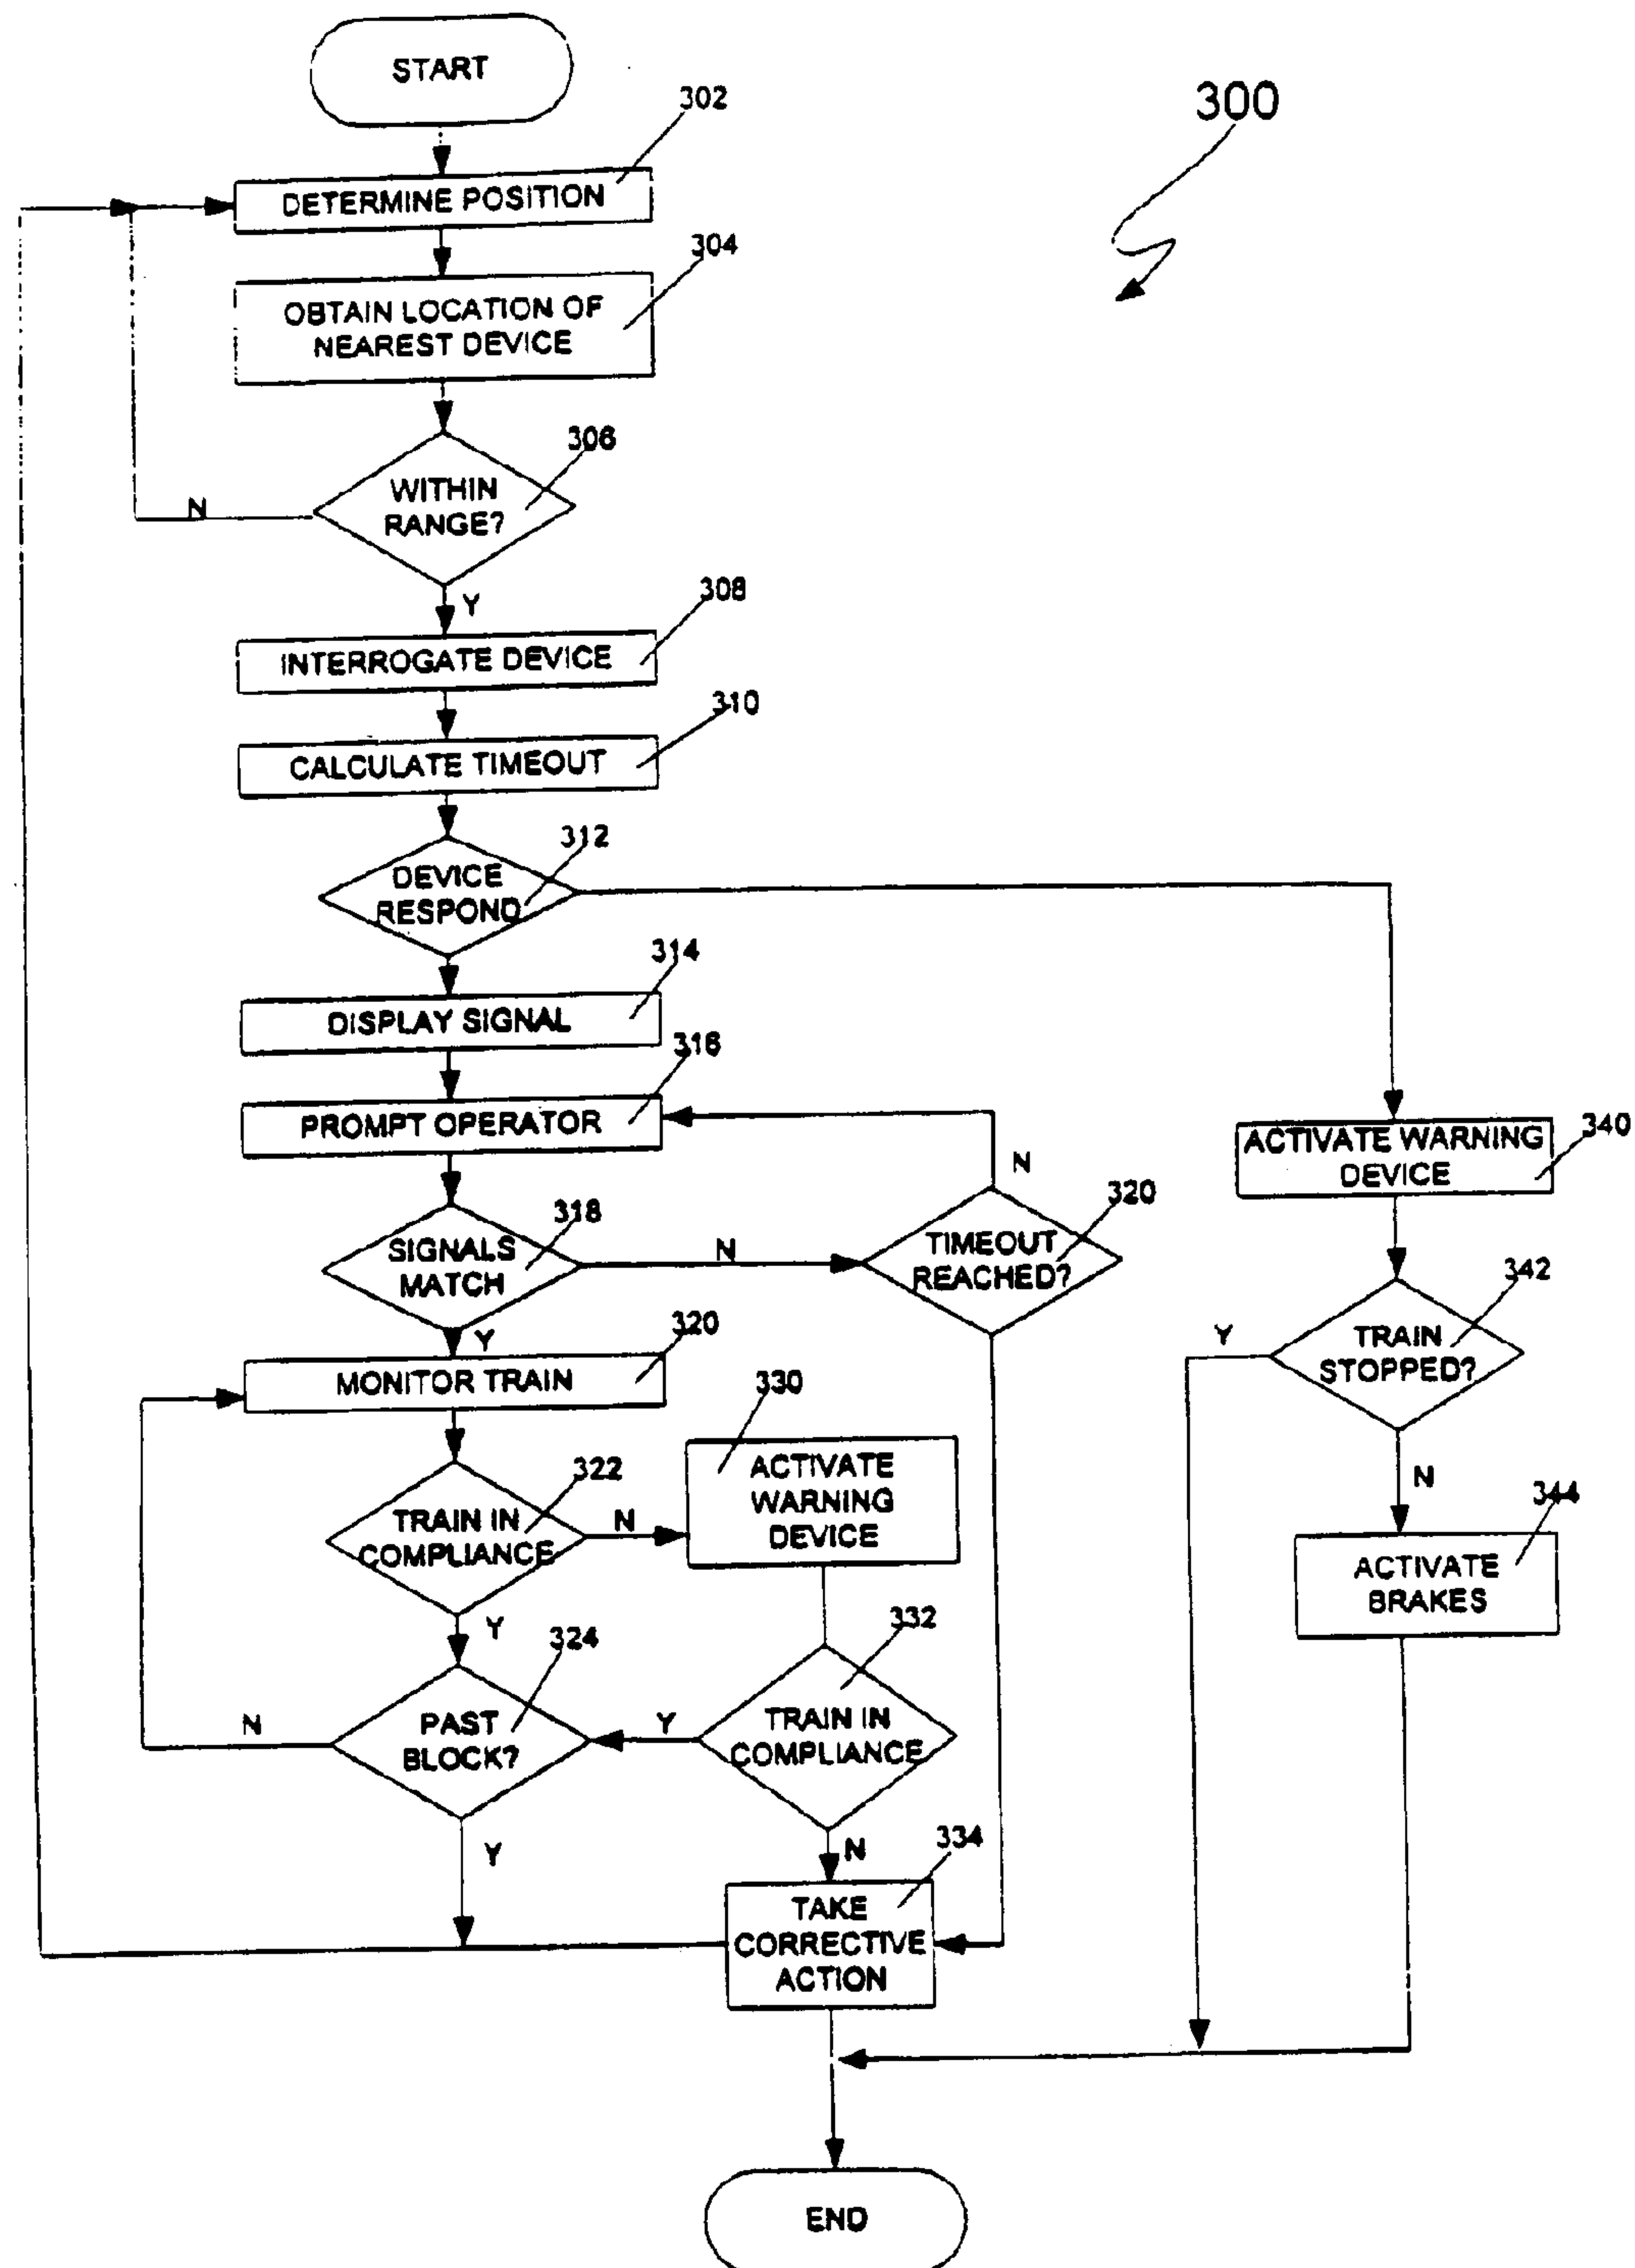 START
300
302
DETERMINE POSITION
304
OBTAIN LOCATION OF
NEAREST DEVICE
306
WITHIN
RANGE?
N
Y
308
INTERROGATE DEVICE
310
CALCULATE TIMEOUT
312
DEVICE
RESPOND
314
DISPLAY SIGNAL
316
PROMPT OPERATOR
318
SIGNALS
MATCH
N
Y
N
320
TIMEOUT
REACHED?
340
ACTIVATE WARNING
DEVICE
342
TRAIN
STOPPED?
Y
N
344
ACTIVATE
BRAKES
320
MONITOR TRAIN
322
TRAIN IN
COMPLIANCE
N
Y
330
ACTIVATE
WARNING
DEVICE
324
PAST
BLOCK?
N
Y
332
TRAIN IN
COMPLIANCE
Y
N
334
TAKE
CORRECTIVE
ACTION
END